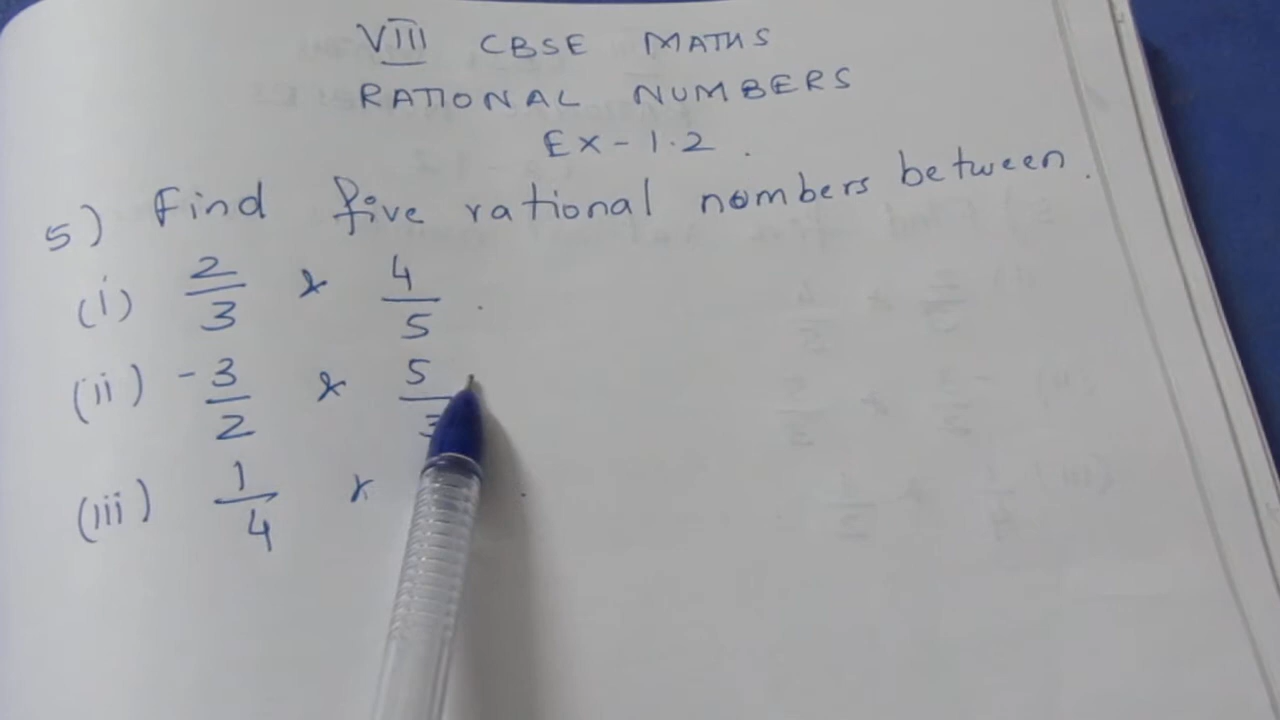 VIII CBSE MATHS
RATIONAL NUMBERS
EX-1.2.
5) Find five rational numbers between.
(i) 2/3 & 4/5.
(ii) -3/2 & 5/3
(iii) 1/4 &